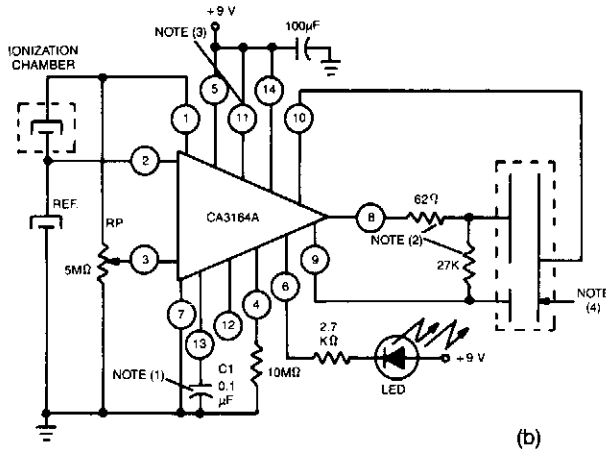 +9 V
NOTE (3)
100µF
IONIZATION
CHAMBER
5
14
1
11
10
2
REF.
RP
CA3164A
62Ω
8
NOTE (2)
5MΩ
3
9
27K
NOTE
(4)
7
13
12
4
6
2.7
KΩ
+9 V
LED
NOTE (1)
C1
0.1
µF
10MΩ
(b)